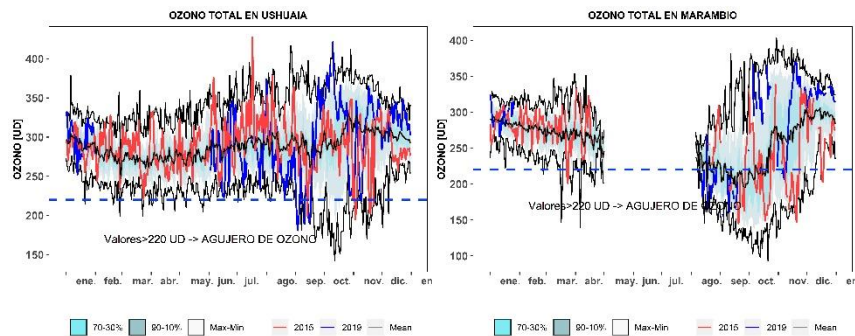 OZONO TOTAL EN USHUAIA
OZONO [UD]
400
350
300
250
200
150
Valores>220 UD -> AGUJERO DE OZONO
ene. feb. mar. abr. may. jun. jul. ago. sep. oct. nov. dic. en
70-30% 90-10% Max-Min 2015 2019 Mean
OZONO TOTAL EN MARAMBIO
OZONO [UD]
400
350
300
250
200
150
100
Valores>220 UD -> AGUJERO DE OZONO
ene. feb. mar. abr. may. jun. jul. ago. sep. oct. nov. dic. en
70-30% 90-10% Max-Min 2015 2019 Mean